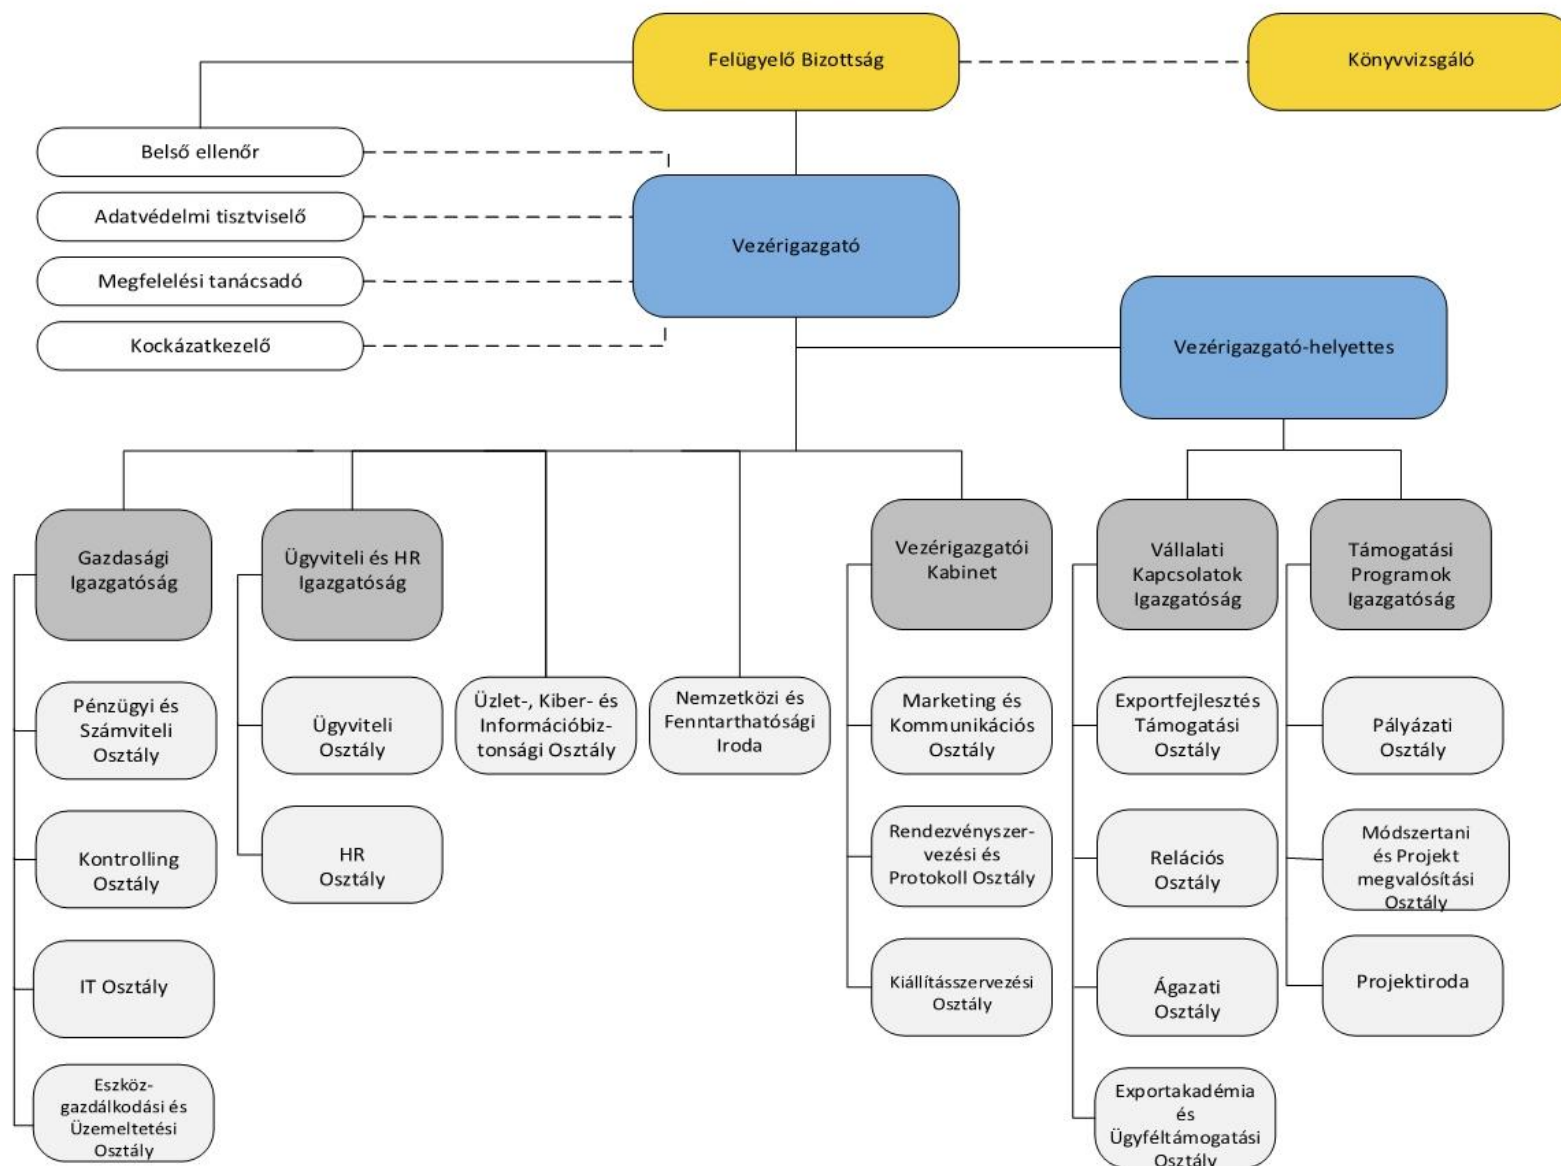 Felügyelő Bizottság
Könyvvizsgáló
Belső ellenőr
Adatvédelmi tisztviselő
Megfelelési tanácsadó
Kockázatkezelő
Vezérigazgató
Vezérigazgató-helyettes
Gazdasági
Igazgatóság
Ügyviteli és HR
Igazgatóság
Vezérigazgatói
Kabinet
Vállalati
Kapcsolatok
Igazgatóság
Támogatási
Programok
Igazgatóság
Pénzügyi és
Számviteli
Osztály
Ügyviteli
Osztály
Üzlet-, Kiber- és
Információbiz-
tonsági Osztály
Nemzetközi és
Fenntarthatósági
Iroda
Marketing és
Kommunikációs
Osztály
Exportfejlesztés
Támogatási
Osztály
Pályázati
Osztály
Kontrolling
Osztály
HR
Osztály
Rendezvényszer-
vezési és
Protokoll Osztály
Relációs
Osztály
Módszertani
és Projekt
megvalósítási
Osztály
IT Osztály
Kiállításszervezési
Osztály
Ágazati
Osztály
Projektiroda
Eszköz-
gazdálkodási és
Üzemeltetési
Osztály
Exportakadémia
és
Ügyféltámogatási
Osztály